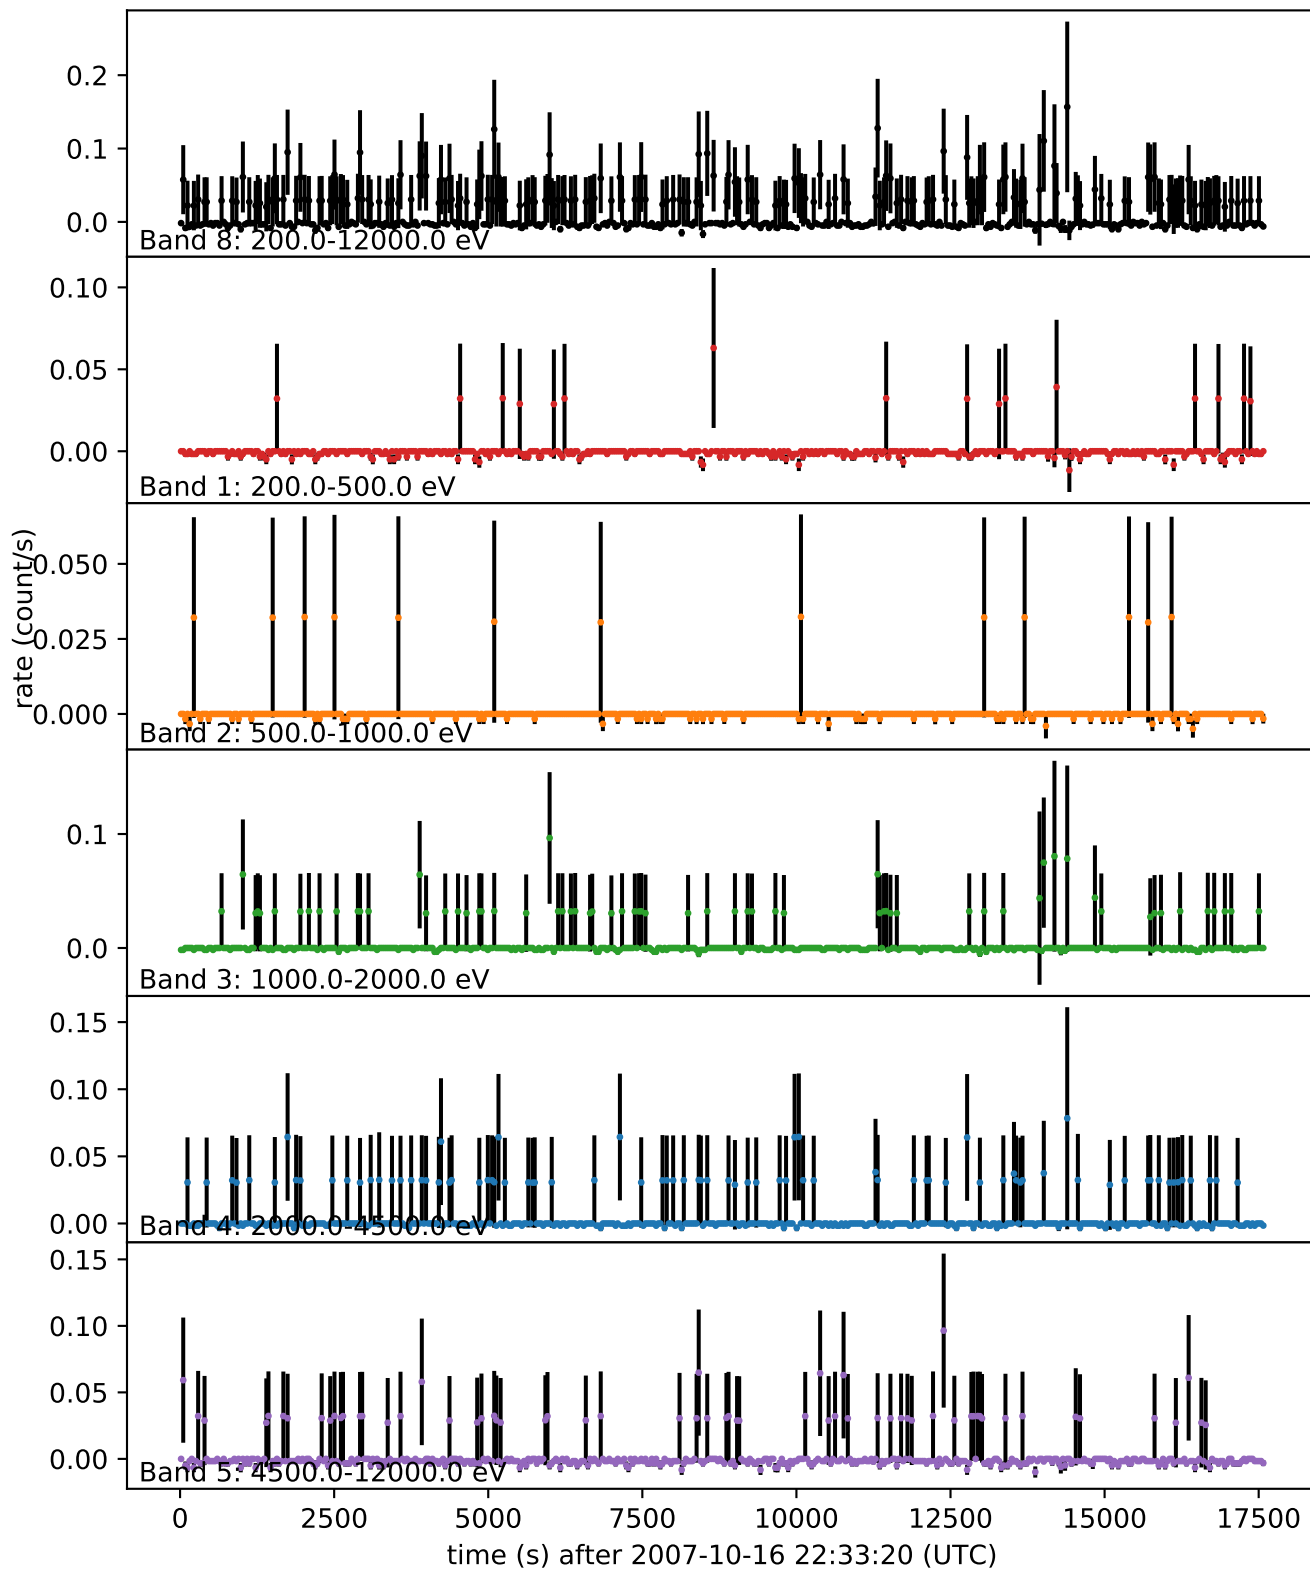 0.2
0.1
0.0
Band 8: 200.0-12000.0 eV
0.10
0.05
0.00
Band 1: 200.0-500.0 eV
rate (count/s)
0.050
0.025
0.000
Band 2: 500.0-1000.0 eV
0.1
0.0
Band 3: 1000.0-2000.0 eV
0.15
0.10
0.05
0.00
Band 4: 2000.0-4500.0 eV
0.15
0.10
0.05
0.00
Band 5: 4500.0-12000.0 eV
0 2500 5000 7500 10000 12500 15000 17500
time (s) after 2007-10-16 22:33:20 (UTC)